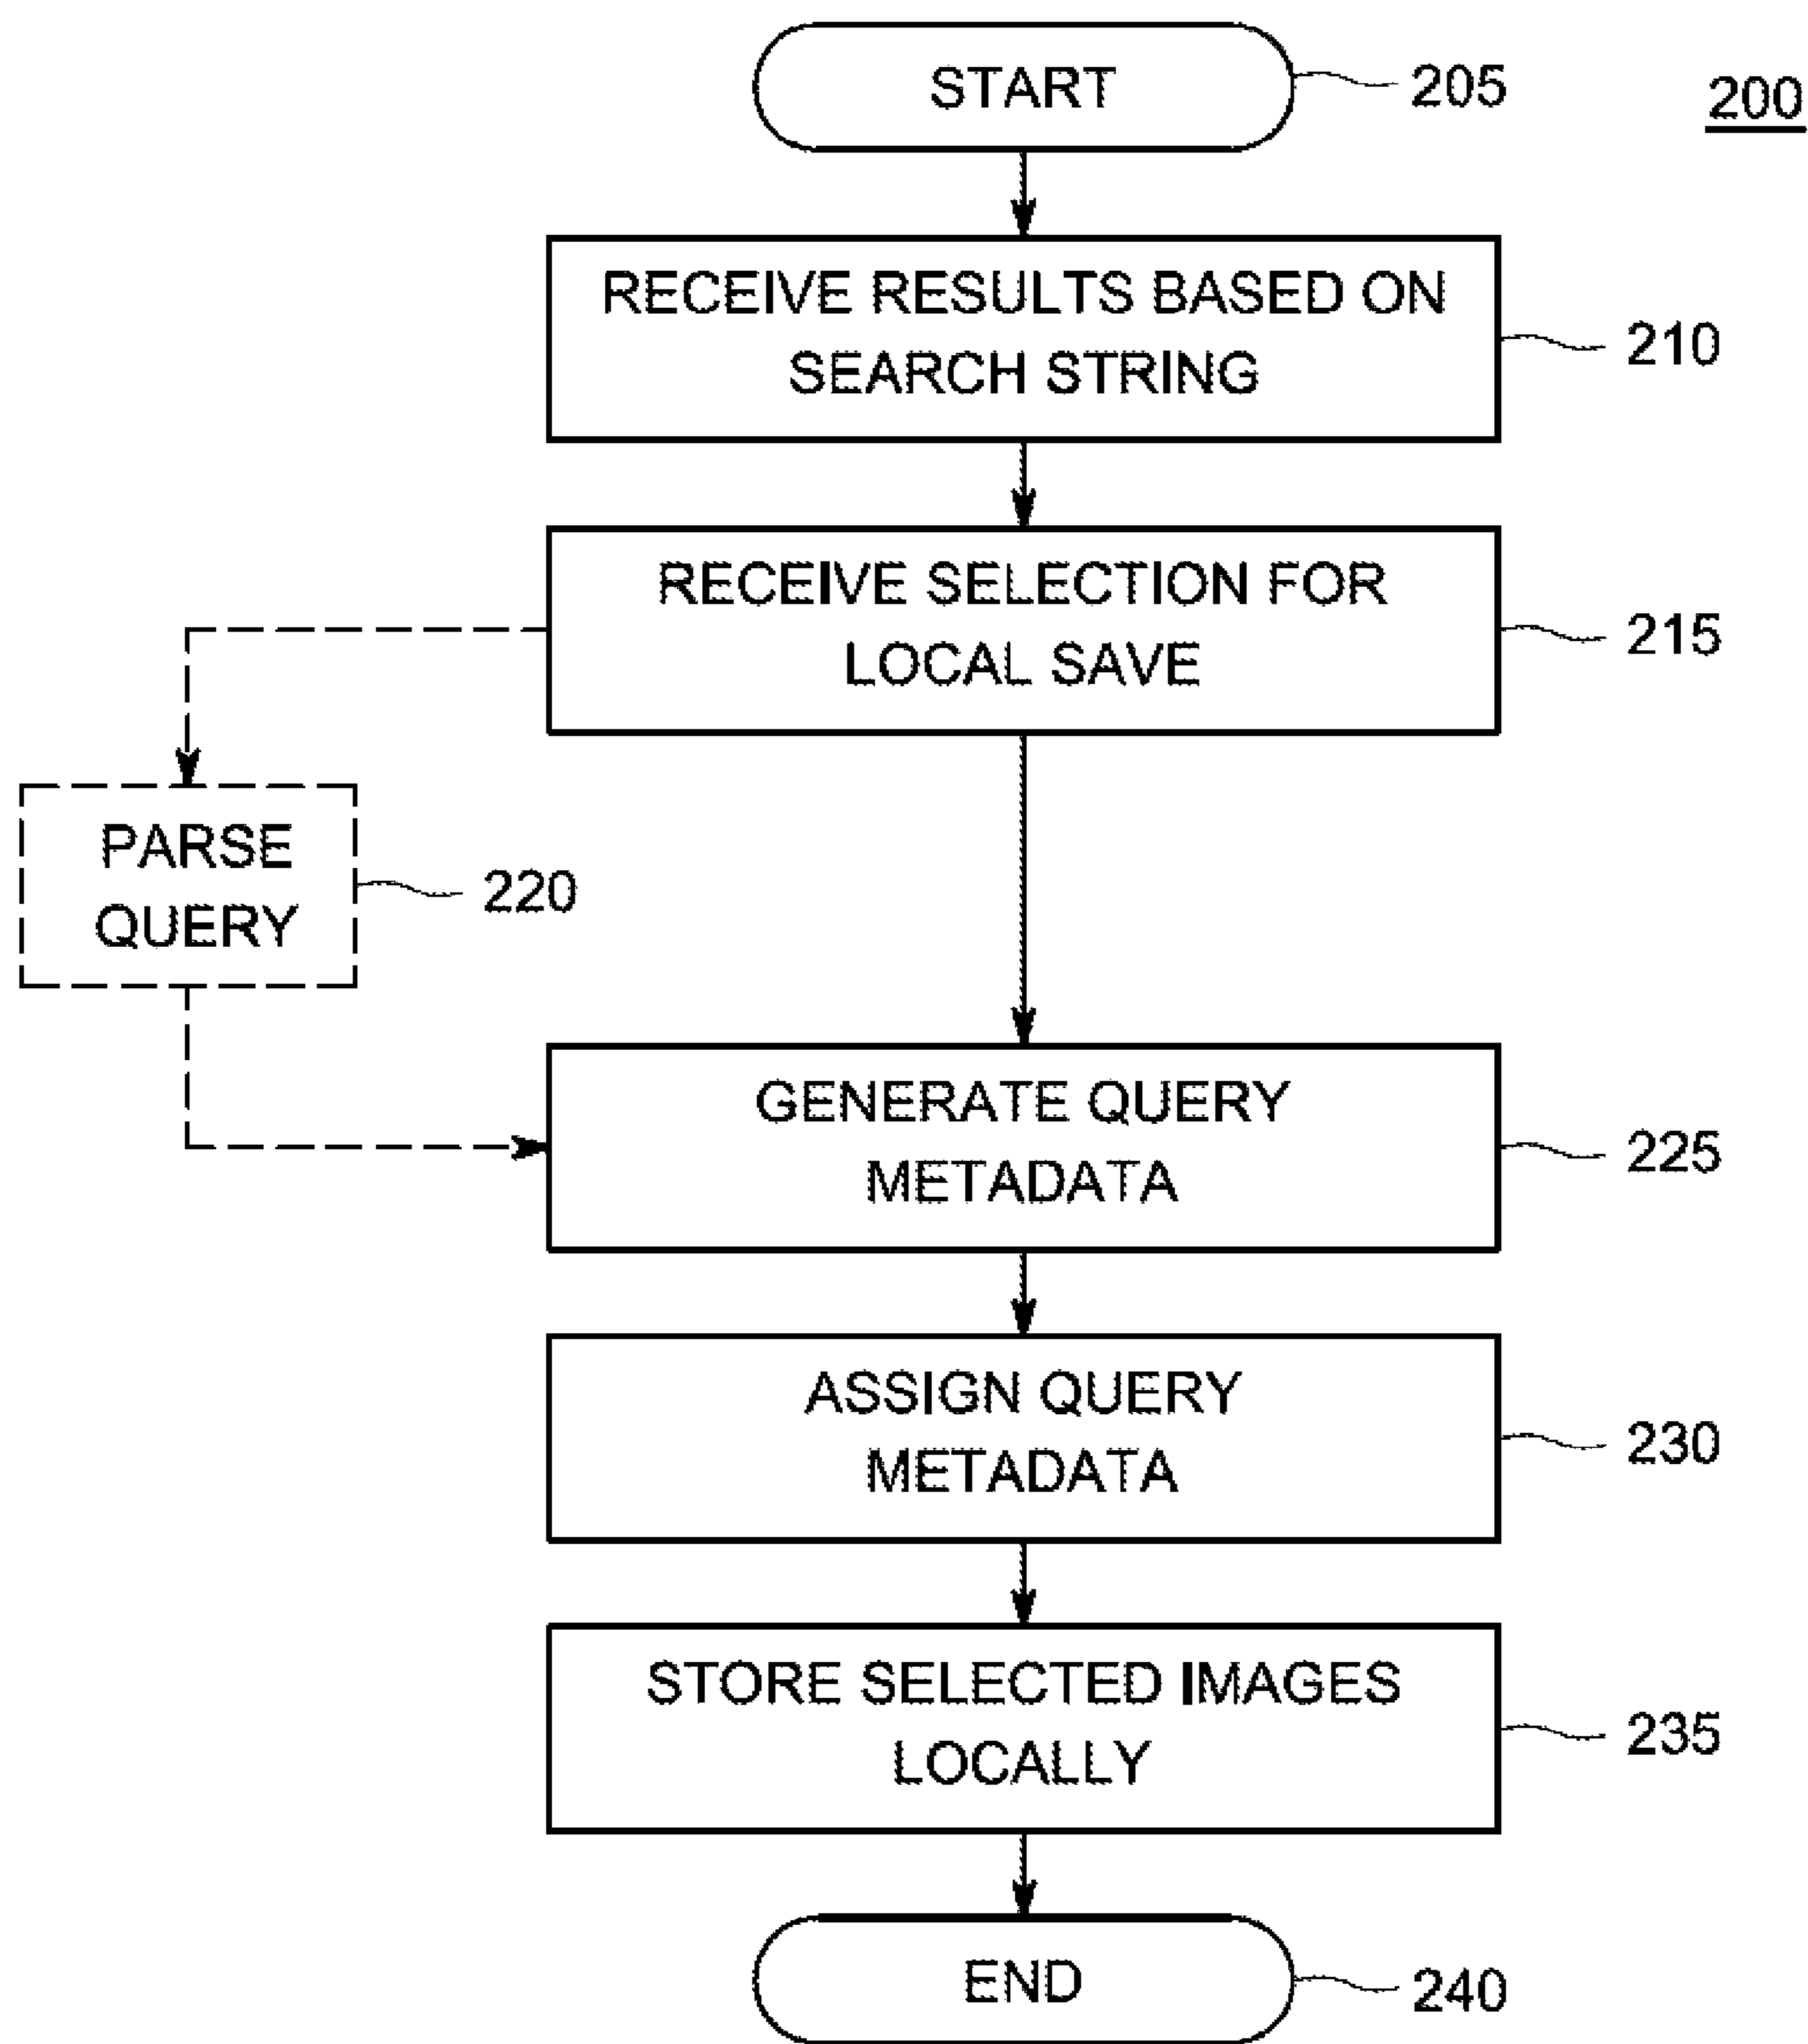 START
205
200
RECEIVE RESULTS BASED ON
SEARCH STRING
210
RECEIVE SELECTION FOR
LOCAL SAVE
215
PARSE
QUERY
220
GENERATE QUERY
METADATA
225
ASSIGN QUERY
METADATA
230
STORE SELECTED IMAGES
LOCALLY
235
END
240